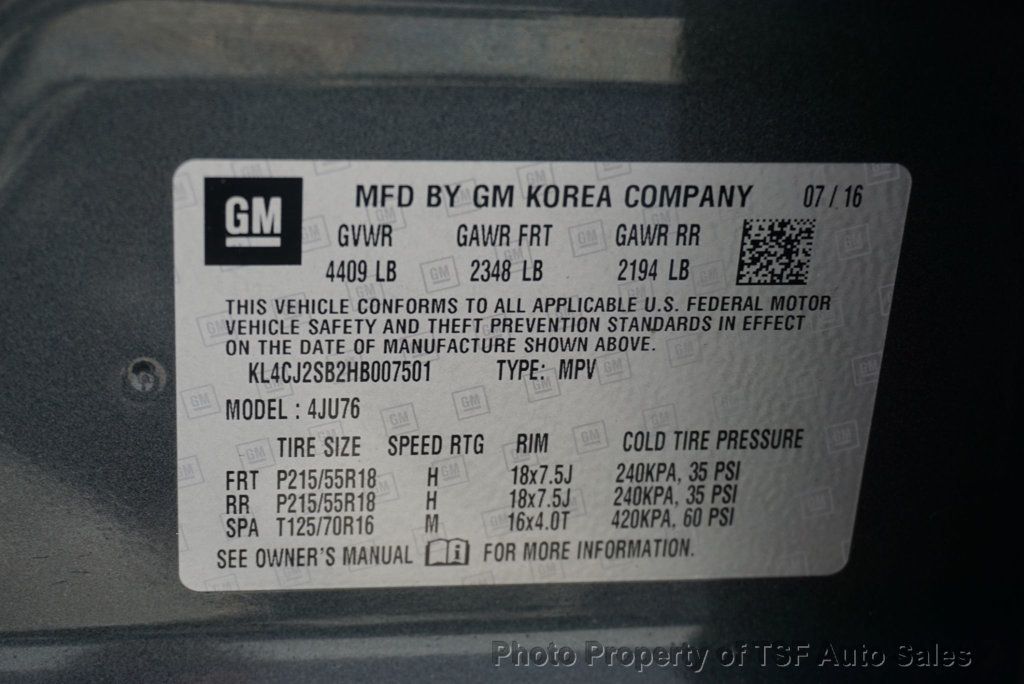 GM MFD BY GM KOREA COMPANY 07/16
GVWR GAWR FRT GAWR RR
4409 LB 2348 LB 2194 LB
THIS VEHICLE CONFORMS TO ALL APPLICABLE U.S. FEDERAL MOTOR
VEHICLE SAFETY AND THEFT PREVENTION STANDARDS IN EFFECT
ON THE DATE OF MANUFACTURE SHOWN ABOVE.
KL4CJ2SB2HB007501 TYPE: MPV
MODEL : 4JU76
TIRE SIZE SPEED RTG RIM COLD TIRE PRESSURE
FRT P215/55R18 H 18x7.5J 240KPA, 35 PSI
RR P215/55R18 H 18x7.5J 240KPA, 35 PSI
SPA T125/70R16 M 16x4.0T 420KPA, 60 PSI
SEE OWNER'S MANUAL i FOR MORE INFORMATION.
Photo Property of TSF Auto Sales